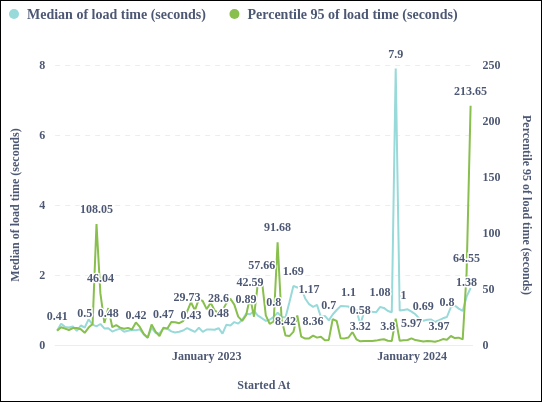 Median of load time (seconds) Percentile 95 of load time (seconds)
8 6 4 2 0
Median of load time (seconds)
250 200 150 100 50 0
Percentile 95 of load time (seconds)
7.9
213.65
108.05
91.68
57.66 64.55
46.04 42.59 1.69 1.38
29.73 28.6 0.89 0.8 1.17 1.1 1.08 1
0.41 0.5 0.48 0.42 0.47 0.43 0.48 8.42 8.36 0.7 0.58 0.69 0.8
3.32 3.8 5.97 3.97
January 2023 January 2024
Started At